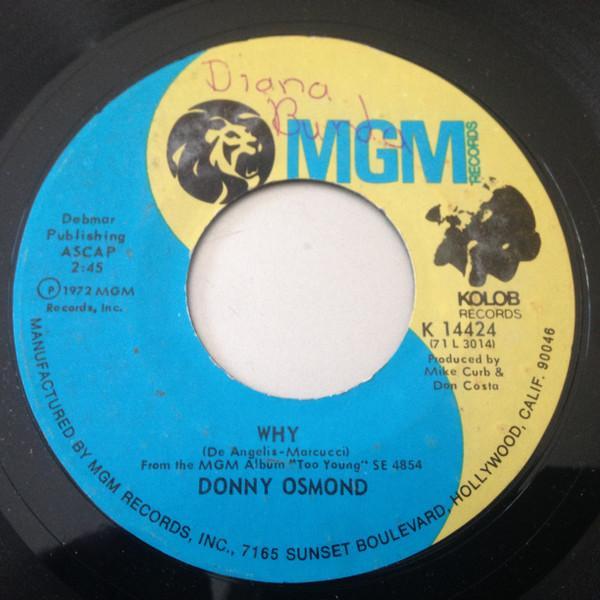 Diana
Burda
MGM
RECORDS
Debmar
Publishing
ASCAP
2:45
Ⓟ 1972 MGM
Records, Inc.
KOLOB
RECORDS
K 14424
(71 L 3014)
Produced by
Mike Curb &
Don Costa
WHY
(De Angelis-Marcucci)
From the MGM Album "Too Young" SE 4854
DONNY OSMOND
MANUFACTURED BY MGM RECORDS, INC., 7165 SUNSET BOULEVARD, HOLLYWOOD, CALIF. 90046